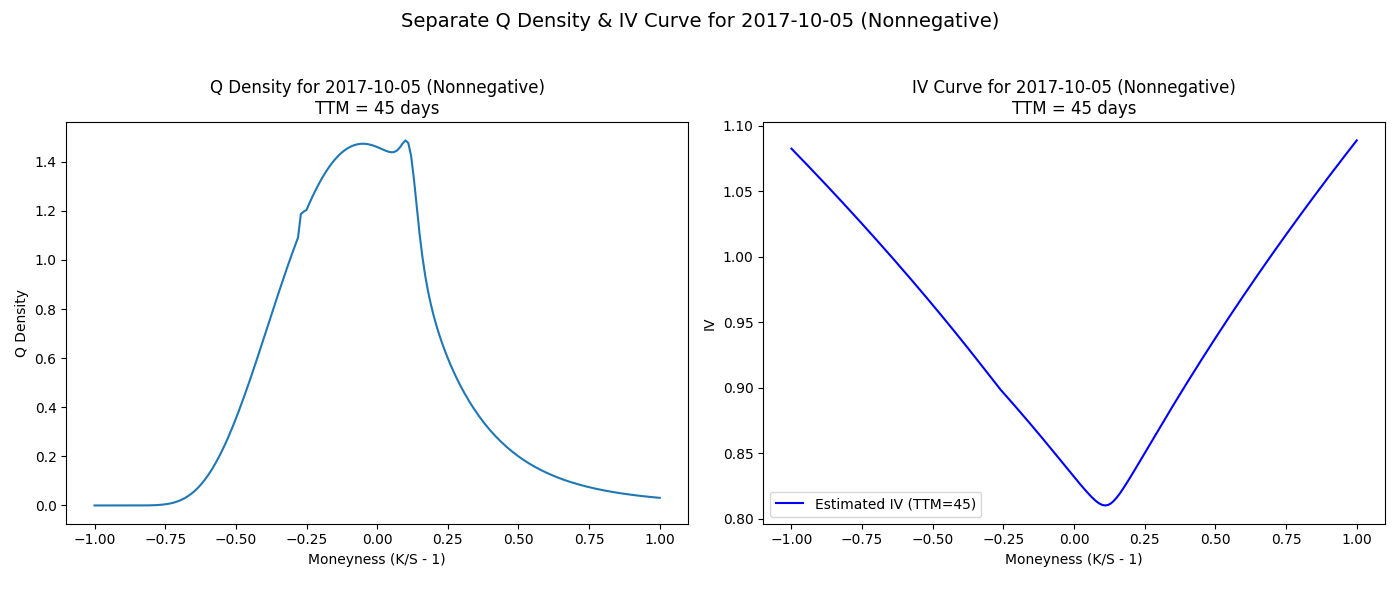 Separate Q Density & IV Curve for 2017-10-05 (Nonnegative)
Q Density for 2017-10-05 (Nonnegative)
TTM = 45 days
1.4
1.2
1.0
0.8
0.6
0.4
0.2
0.0
Q Density
−1.00 −0.75 −0.50 −0.25 0.00 0.25 0.50 0.75 1.00
Moneyness (K/S - 1)
IV Curve for 2017-10-05 (Nonnegative)
TTM = 45 days
1.10
1.05
1.00
0.95
0.90
0.85
0.80
IV
Estimated IV (TTM=45)
−1.00 −0.75 −0.50 −0.25 0.00 0.25 0.50 0.75 1.00
Moneyness (K/S - 1)